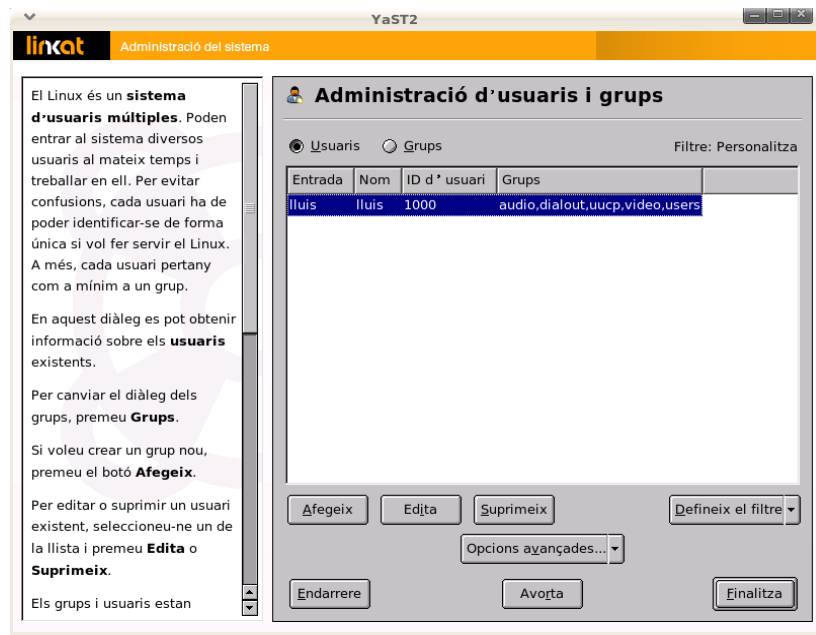 YaST2
linkat
Administració del sistema
El Linux és un sistema
d'usuaris múltiples. Poden
entrar al sistema diversos
usuaris al mateix temps i
treballar en ell. Per evitar
confusions, cada usuari ha de
poder identificar-se de forma
única si vol fer servir el Linux.
A més, cada usuari pertany
com a mínim a un grup.
En aquest diàleg es pot obtenir
informació sobre els usuaris
existents.
Per canviar el diàleg dels
grups, premeu Grups.
Si voleu crear un grup nou,
premeu el botó Afegeix.
Per editar o suprimir un usuari
existent, seleccioneu-ne un de
la llista i premeu Edita o
Suprimeix.
Els grups i usuaris estan
Administració d'usuaris i grups
Usuaris Grups Filtre: Personalitza
Entrada Nom ID d'usuari Grups
lluis lluis 1000 audio,dialout,uucp,video,users
Afegeix Edita Suprimeix Defineix el filtre
Opcions avançades...
Endarrere Avorta Finalitza